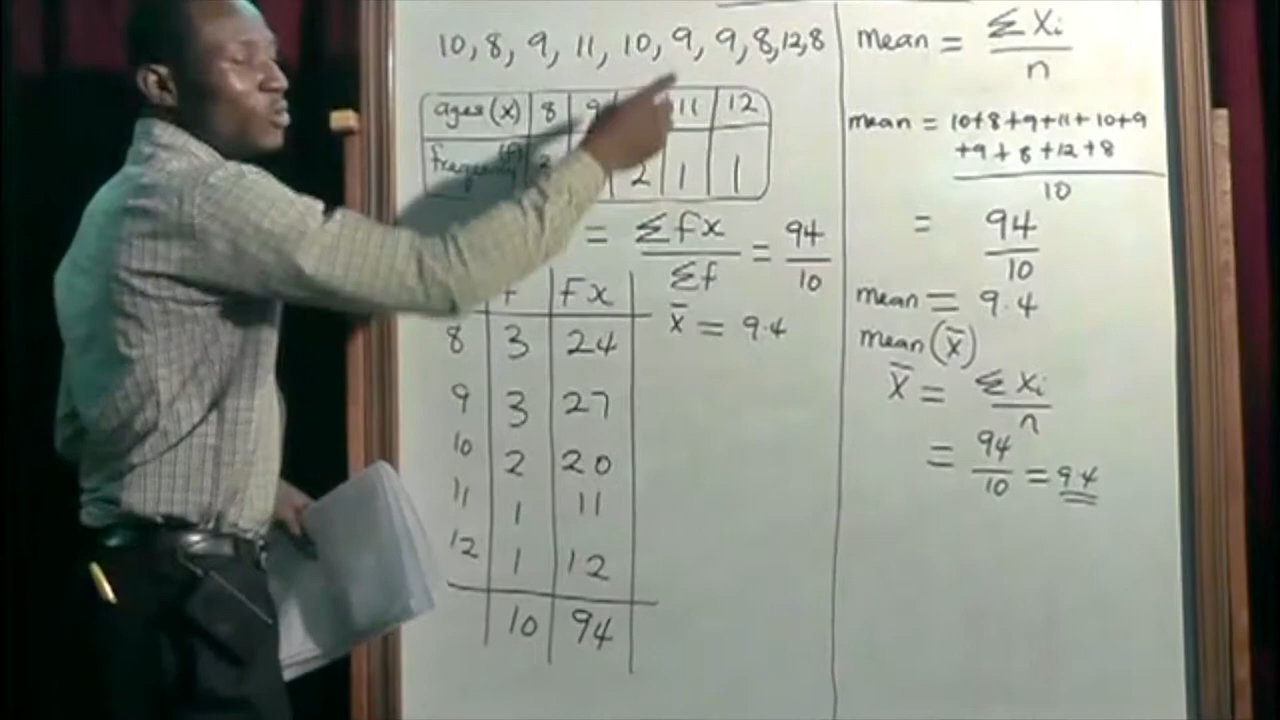 10, 8, 9, 11, 10, 9, 9, 8, 12, 8
ages (x) 8 9 11 12
frequency (f) 3 2 1 1
= Σfx / Σf = 94 / 10
x̄ = 9.4
f Fx
8 3 24
9 3 27
10 2 20
11 1 11
12 1 12
10 94
mean = ΣXi / n
mean = 10+8+9+11+10+9
+9+8+12+8
10
= 94 / 10
mean = 9.4
mean (x̄)
X̄ = ΣXi / n
= 94 / 10 = 9.4